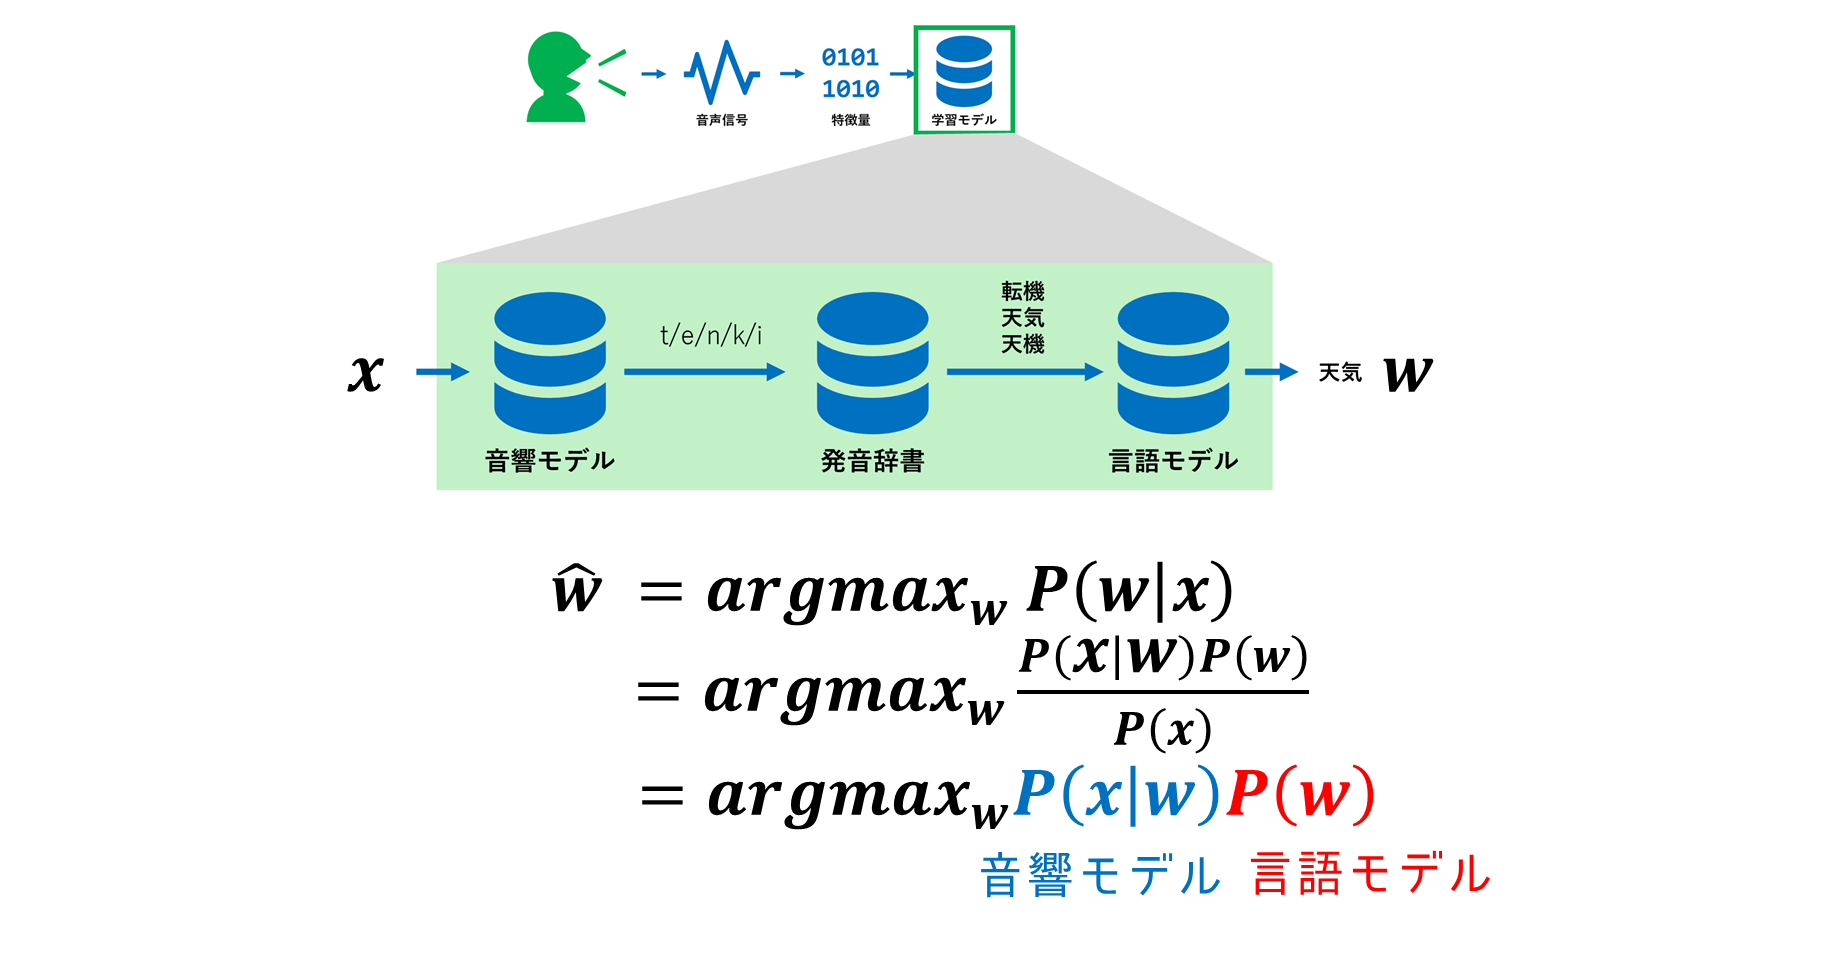 0101
1010
音声信号
特徴量
学習モデル
転機
天気
天機
t/e/n/k/i
x
天気 w
音響モデル
発音辞書
言語モデル
ŵ = argmax_w P(w|x)
= argmax_w P(x|w)P(w) / P(x)
= argmax_w P(x|w)P(w)
音響モデル 言語モデル